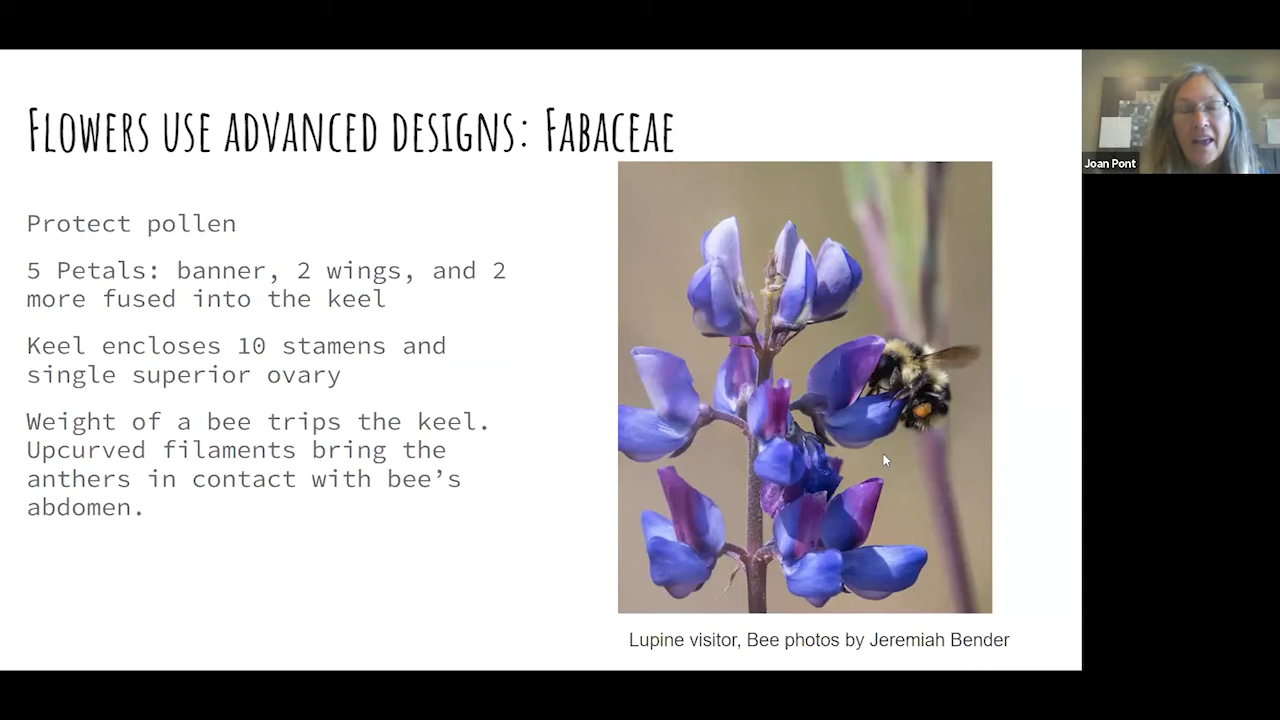 Flowers use advanced designs: Fabaceae
Joan Pont
Protect pollen
5 Petals: banner, 2 wings, and 2
more fused into the keel
Keel encloses 10 stamens and
single superior ovary
Weight of a bee trips the keel.
Upcurved filaments bring the
anthers in contact with bee's
abdomen.
Lupine visitor, Bee photos by Jeremiah Bender